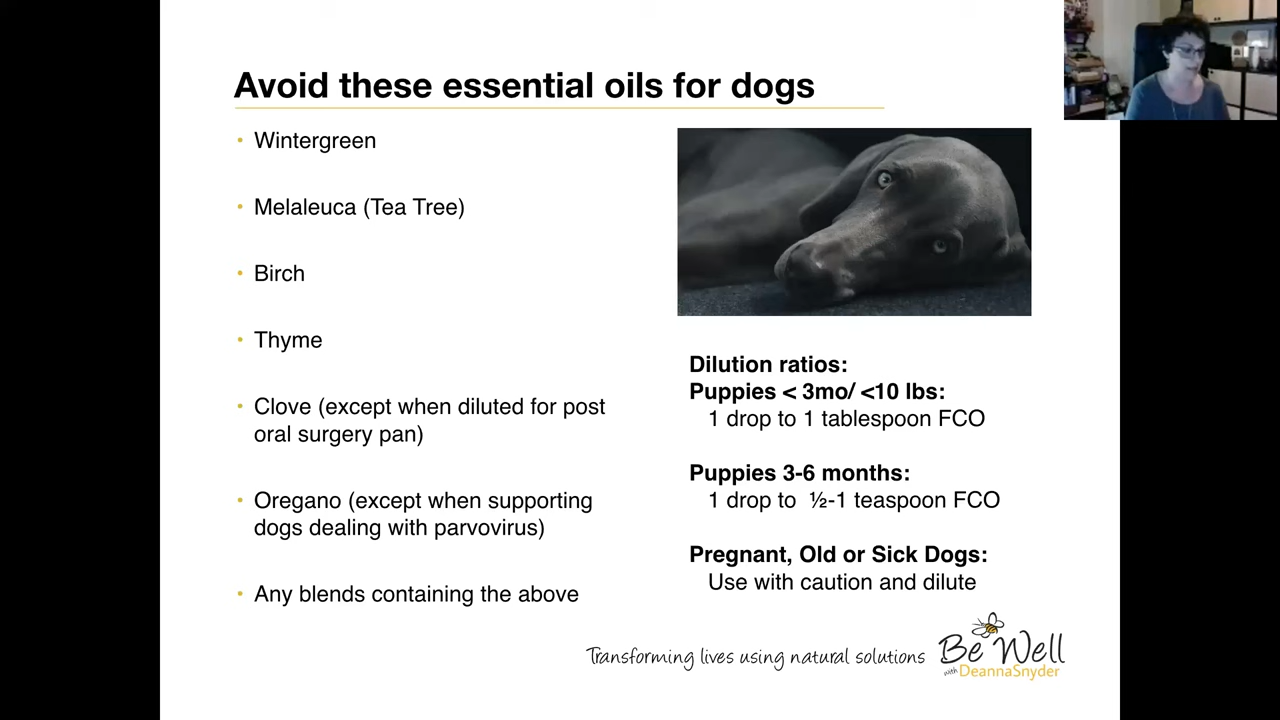 Avoid these essential oils for dogs
• Wintergreen
• Melaleuca (Tea Tree)
• Birch
• Thyme
• Clove (except when diluted for post
oral surgery pan)
• Oregano (except when supporting
dogs dealing with parvovirus)
• Any blends containing the above
Dilution ratios:
Puppies < 3mo/ <10 lbs:
1 drop to 1 tablespoon FCO
Puppies 3-6 months:
1 drop to ½-1 teaspoon FCO
Pregnant, Old or Sick Dogs:
Use with caution and dilute
Transforming lives using natural solutions
Be Well
with DeannaSnyder